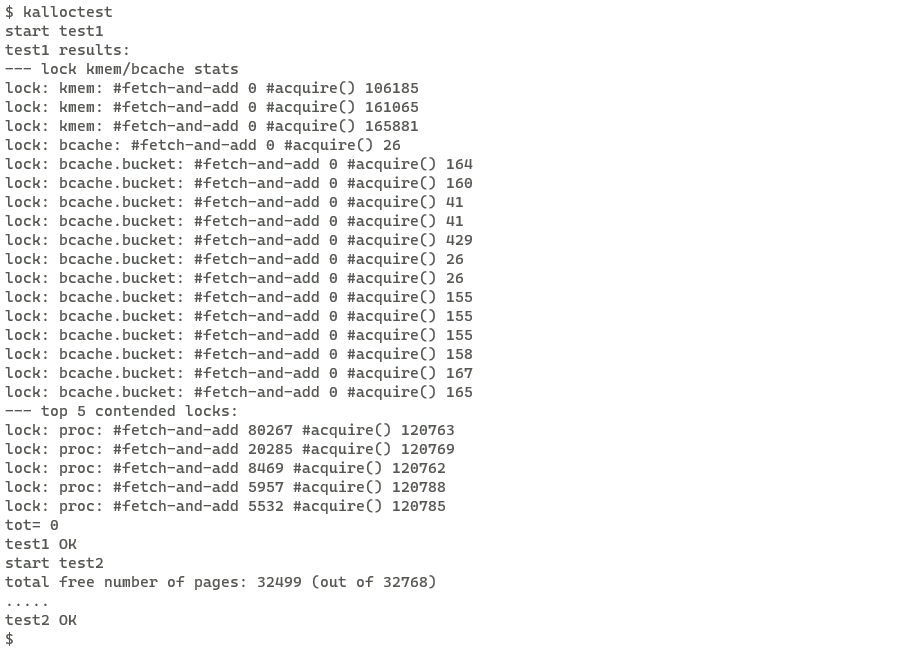 $ kalloctest
start test1
test1 results:
--- lock kmem/bcache stats
lock: kmem: #fetch-and-add 0 #acquire() 106185
lock: kmem: #fetch-and-add 0 #acquire() 161065
lock: kmem: #fetch-and-add 0 #acquire() 165881
lock: bcache: #fetch-and-add 0 #acquire() 26
lock: bcache.bucket: #fetch-and-add 0 #acquire() 164
lock: bcache.bucket: #fetch-and-add 0 #acquire() 160
lock: bcache.bucket: #fetch-and-add 0 #acquire() 41
lock: bcache.bucket: #fetch-and-add 0 #acquire() 41
lock: bcache.bucket: #fetch-and-add 0 #acquire() 429
lock: bcache.bucket: #fetch-and-add 0 #acquire() 26
lock: bcache.bucket: #fetch-and-add 0 #acquire() 26
lock: bcache.bucket: #fetch-and-add 0 #acquire() 155
lock: bcache.bucket: #fetch-and-add 0 #acquire() 155
lock: bcache.bucket: #fetch-and-add 0 #acquire() 155
lock: bcache.bucket: #fetch-and-add 0 #acquire() 158
lock: bcache.bucket: #fetch-and-add 0 #acquire() 167
lock: bcache.bucket: #fetch-and-add 0 #acquire() 165
--- top 5 contended locks:
lock: proc: #fetch-and-add 80267 #acquire() 120763
lock: proc: #fetch-and-add 20285 #acquire() 120769
lock: proc: #fetch-and-add 8469 #acquire() 120762
lock: proc: #fetch-and-add 5957 #acquire() 120788
lock: proc: #fetch-and-add 5532 #acquire() 120785
tot= 0
test1 OK
start test2
total free number of pages: 32499 (out of 32768)
.....
test2 OK
$